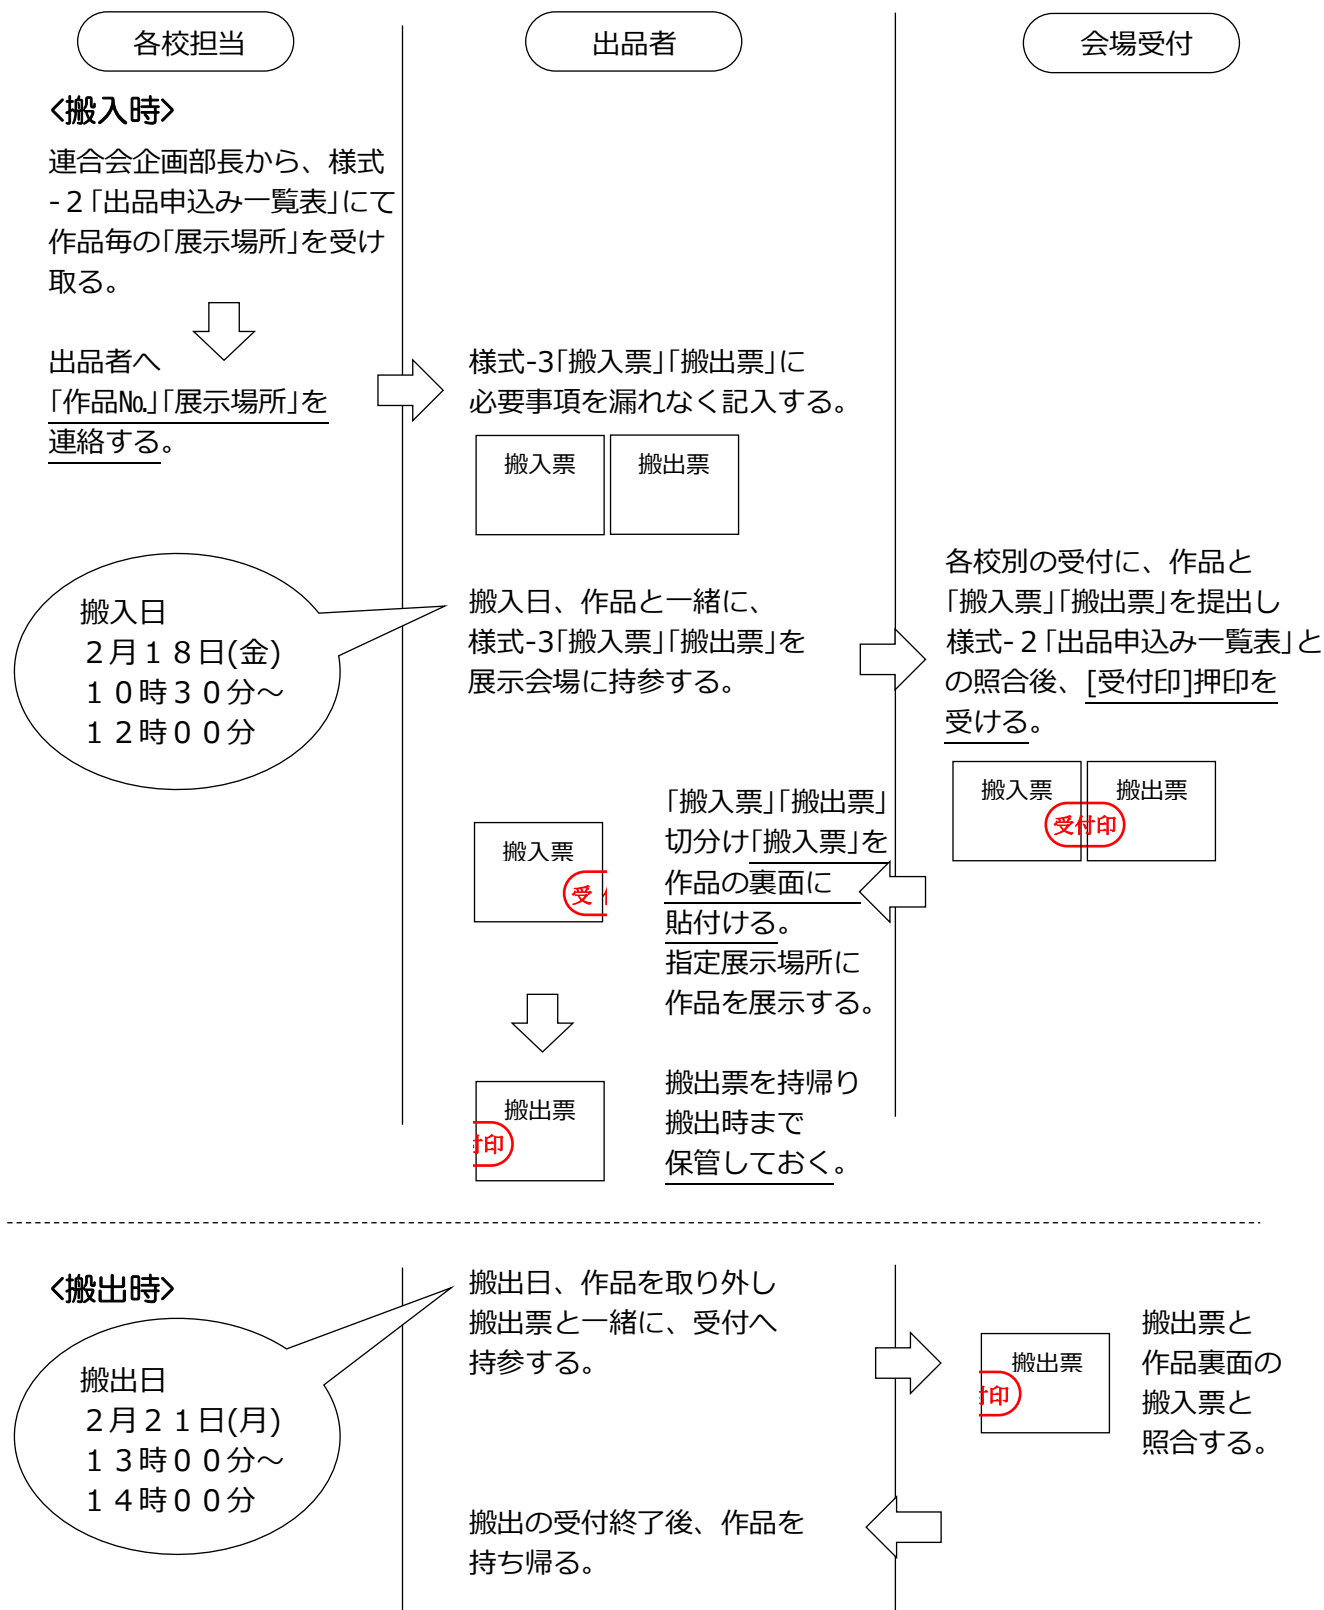 各校担当
出品者
会場受付
<搬入時>
連合会企画部長から、様式
-２「出品申込み一覧表」にて
作品毎の「展示場所」を受け
取る。
出品者へ
「作品№」「展示場所」を
連絡する。
様式-3「搬入票」「搬出票」に
必要事項を漏れなく記入する。
搬入票
搬出票
搬入日
２月１８日(金)
１０時３０分～
１２時００分
搬入日、作品と一緒に、
様式-3「搬入票」「搬出票」を
展示会場に持参する。
各校別の受付に、作品と
「搬入票」「搬出票」を提出し
様式-２「出品申込み一覧表」と
の照合後、[受付印]押印を
受ける。
搬入票
搬出票
受付印
「搬入票」「搬出票」
切分け「搬入票」を
作品の裏面に
貼付ける。
指定展示場所に
作品を展示する。
搬入票
受付
搬出票を持帰り
搬出時まで
保管しておく。
搬出票
付印
<搬出時>
搬出日
２月２１日(月)
１３時００分～
１４時００分
搬出日、作品を取り外し
搬出票と一緒に、受付へ
持参する。
搬出票
付印
搬出票と
作品裏面の
搬入票と
照合する。
搬出の受付終了後、作品を
持ち帰る。